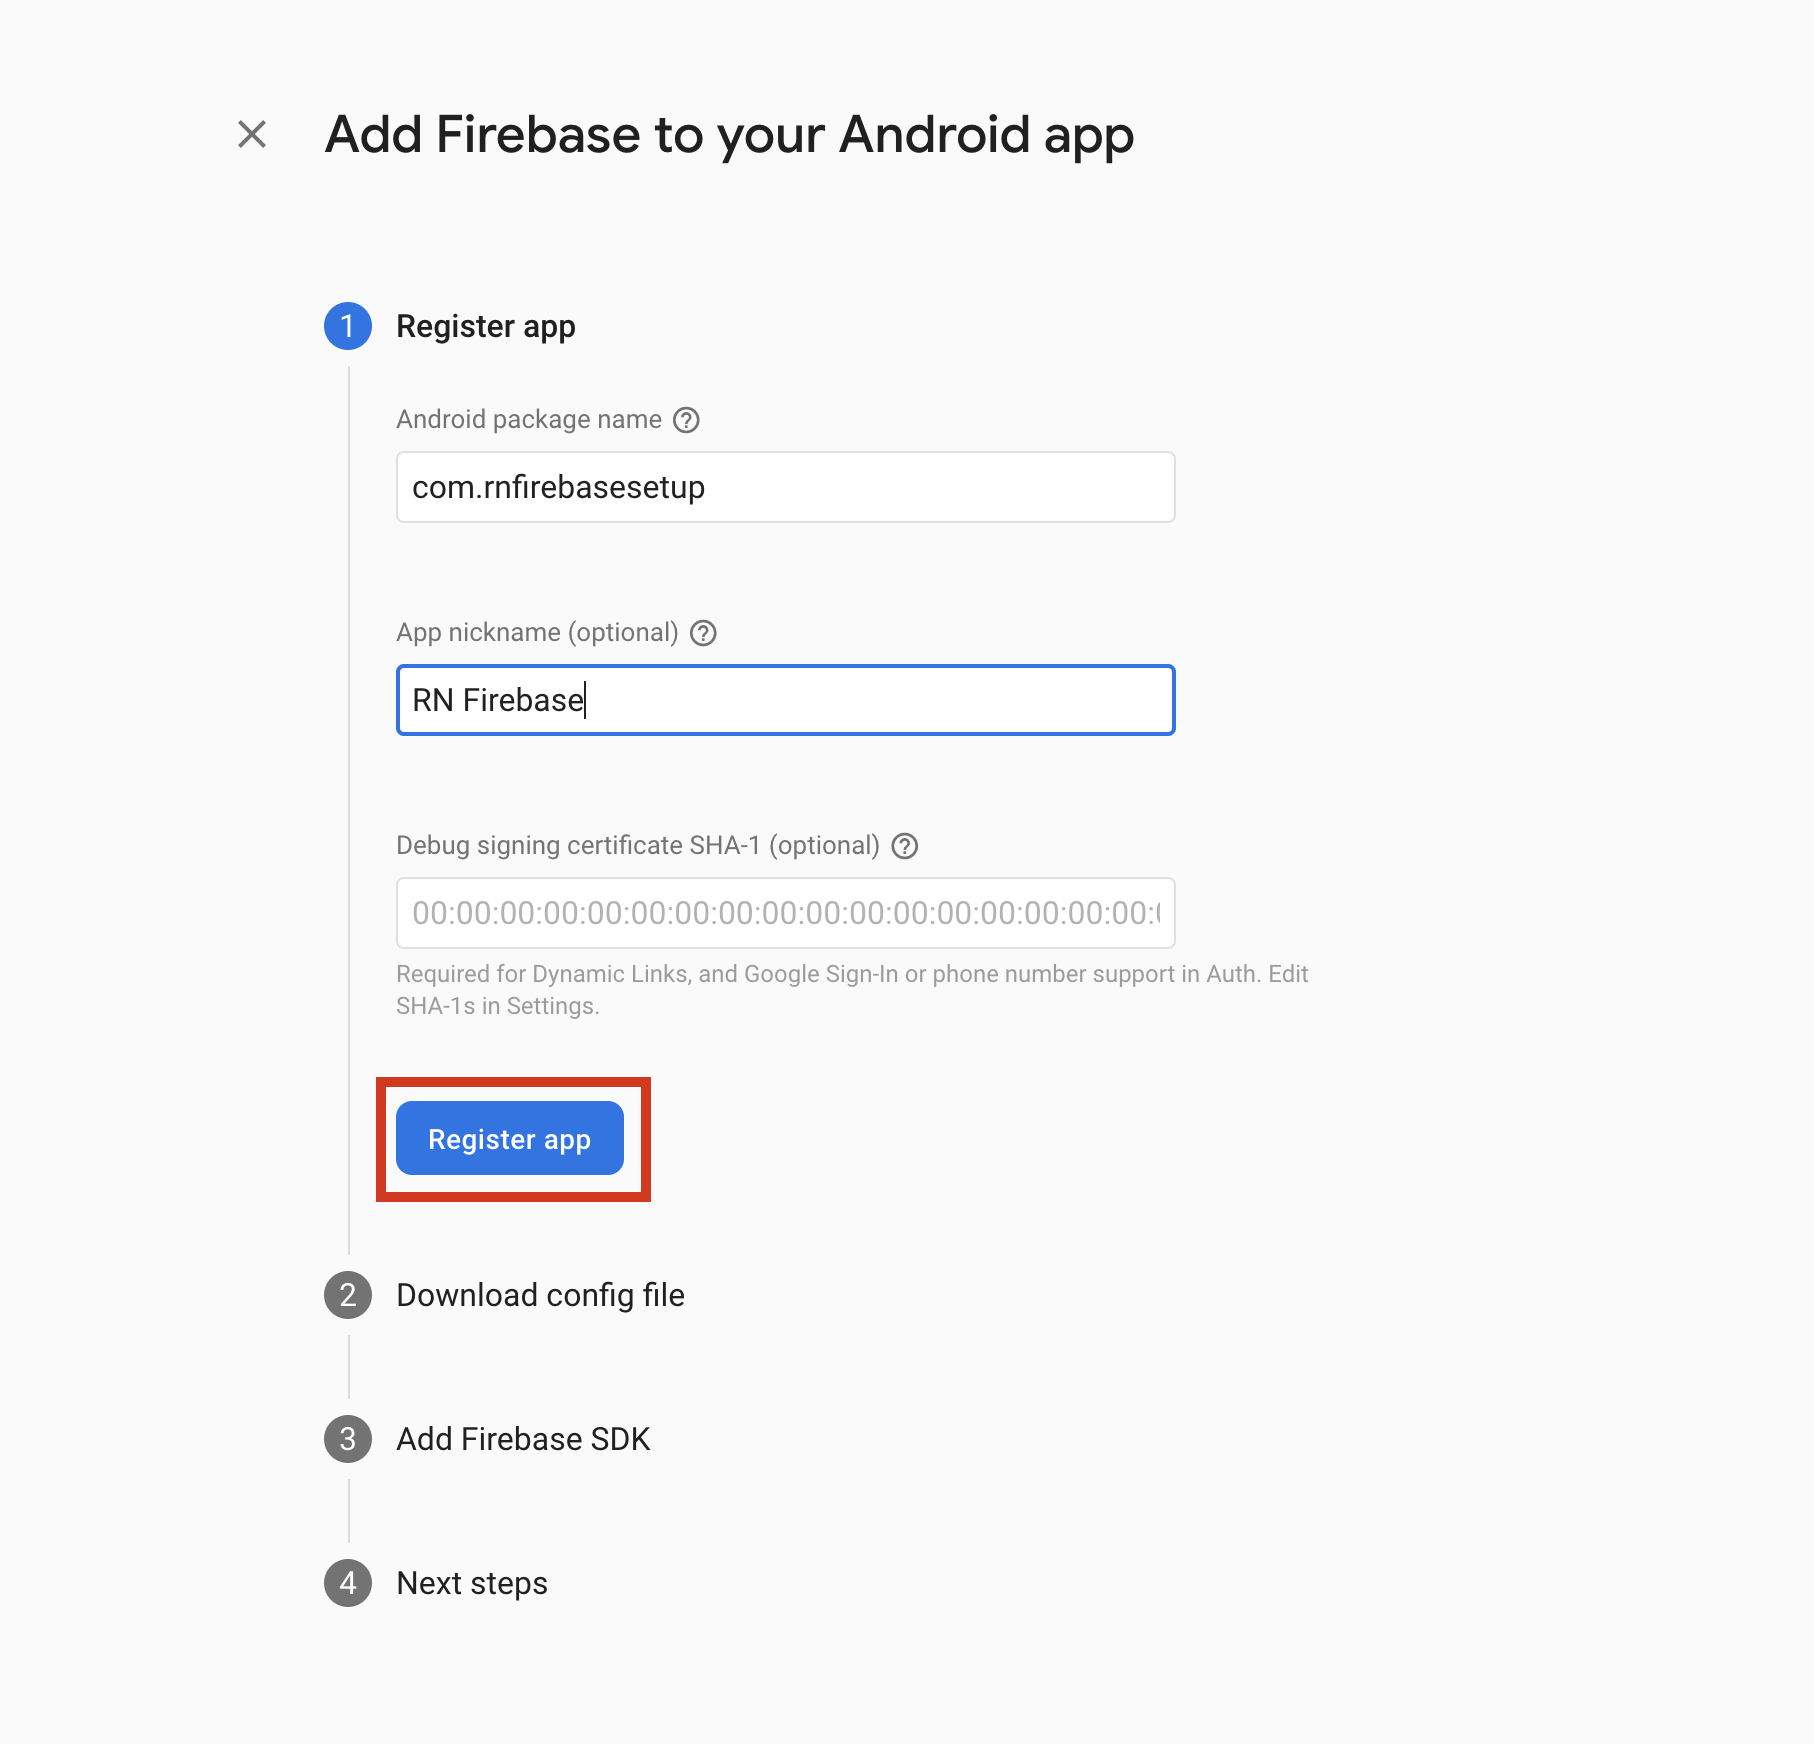 Add Firebase to your Android app
1 Register app
Android package name ?
com.rnfirebasesetup
App nickname (optional) ?
RN Firebase
Debug signing certificate SHA-1 (optional) ?
00:00:00:00:00:00:00:00:00:00:00:00:00:00:00:00:00:
Required for Dynamic Links, and Google Sign-In or phone number support in Auth. Edit
SHA-1s in Settings.
Register app
2 Download config file
3 Add Firebase SDK
4 Next steps